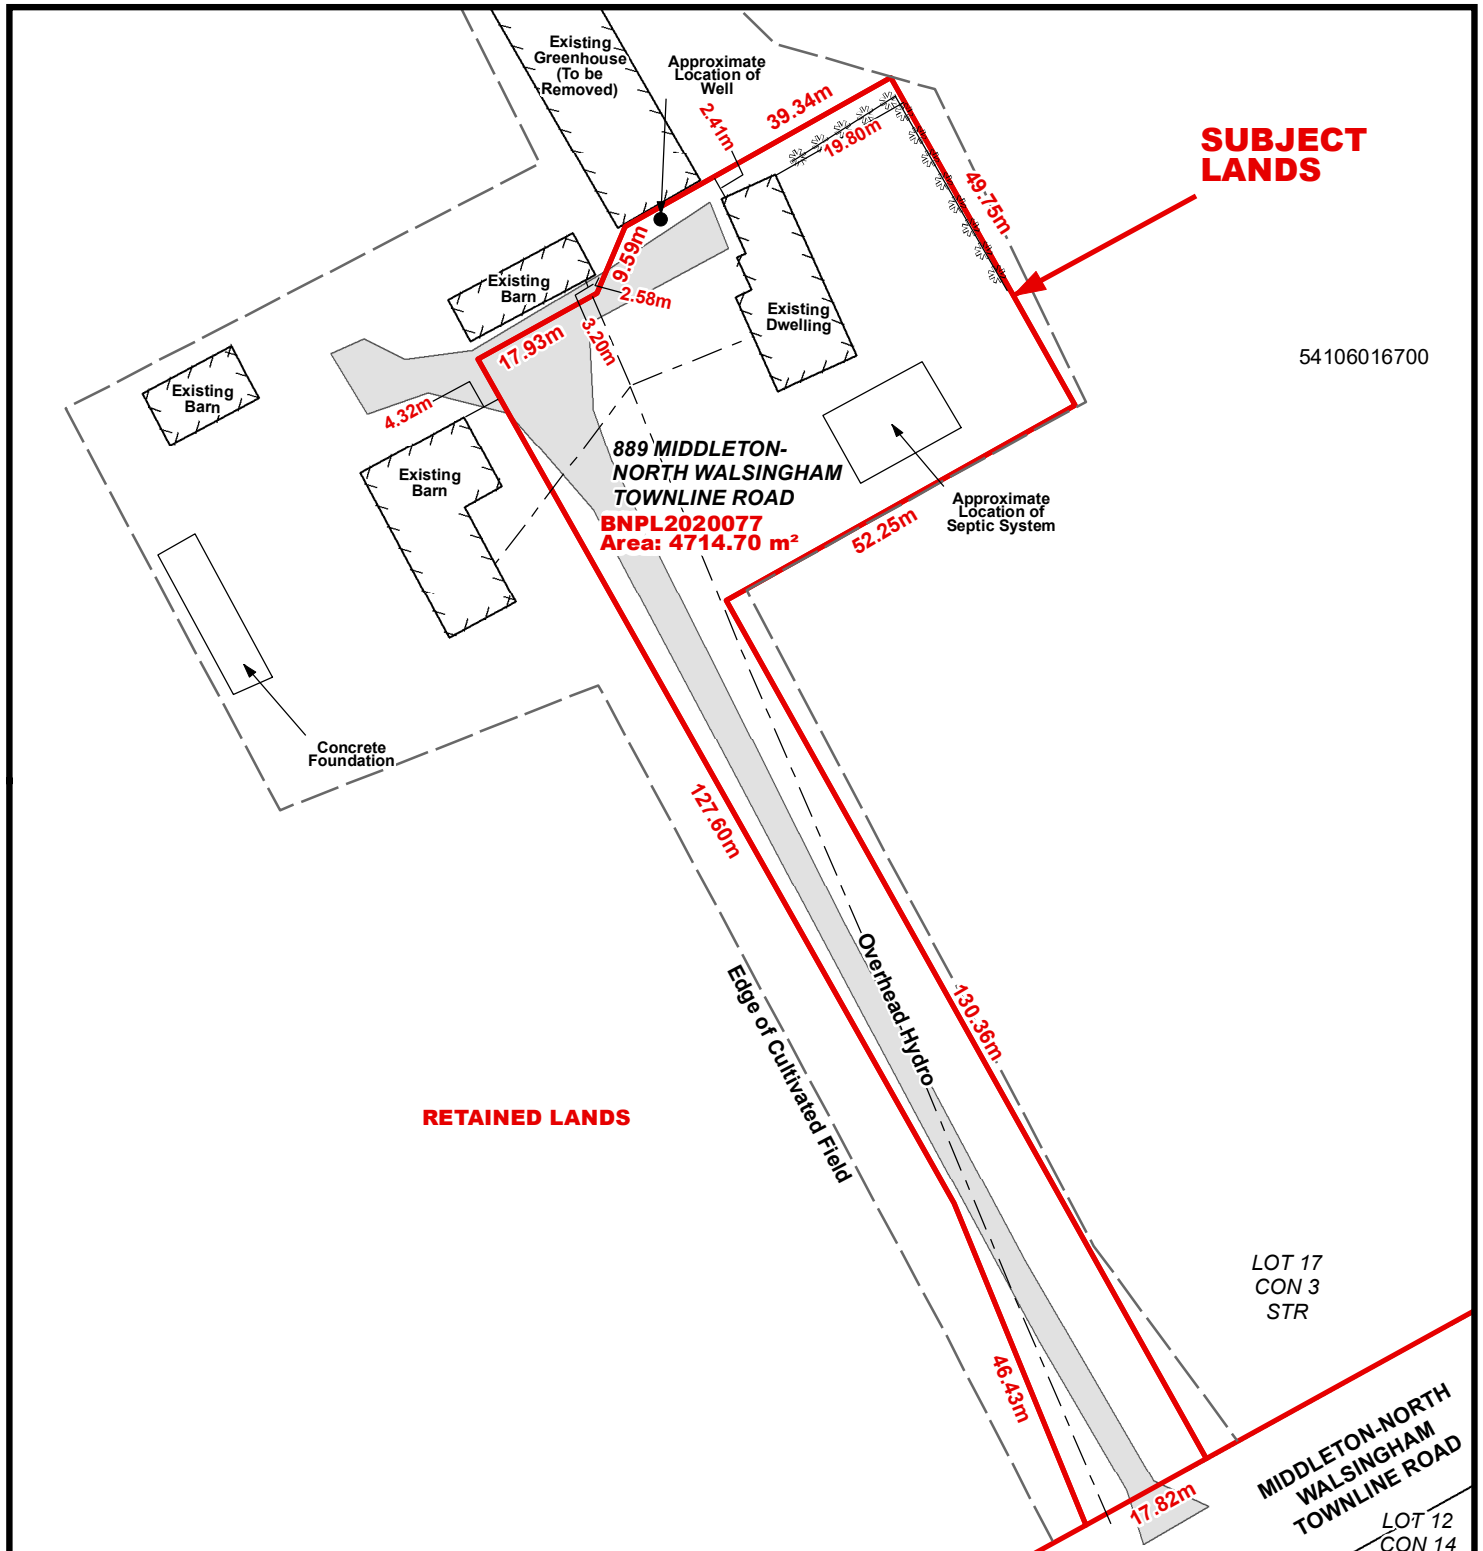 Existing
Greenhouse
(To be
Removed)
Approximate
Location of
Well
2.41m
39.34m
19.80m
SUBJECT
LANDS
49.75m
9.59m
2.58m
Existing
Barn
3.20m
17.93m
Existing
Dwelling
54106016700
Existing
Barn
4.32m
Existing
Barn
889 MIDDLETON-
NORTH WALSINGHAM
TOWNLINE ROAD
BNPL2020077
Area: 4714.70 m²
Approximate
Location of
Septic System
52.25m
Concrete
Foundation
127.60m
Overhead Hydro
130.36m
Edge of Cultivated Field
RETAINED LANDS
LOT 17
CON 3
STR
46.43m
17.82m
MIDDLETON-NORTH
WALSINGHAM
TOWNLINE ROAD
LOT 12
CON 14